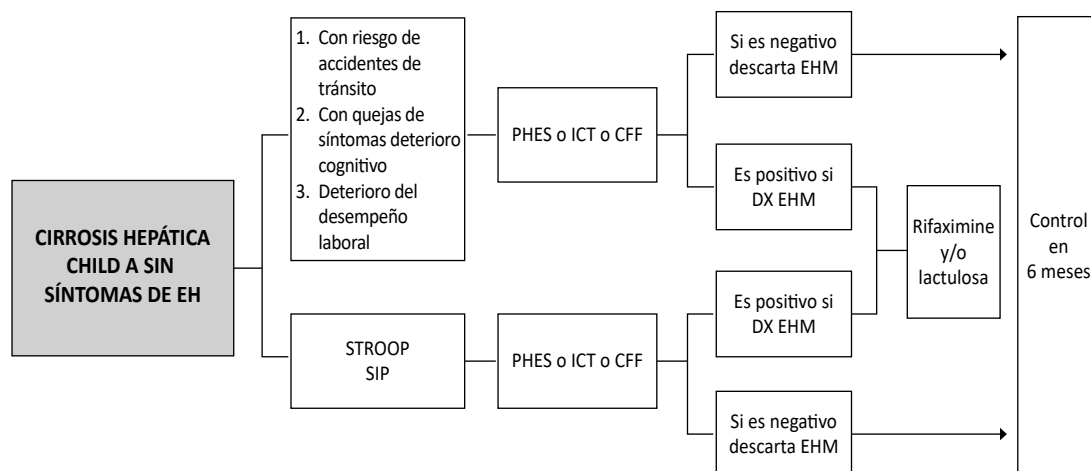 CIRROSIS HEPÁTICA
CHILD A SIN
SÍNTOMAS DE EH
1. Con riesgo de
accidentes de
tránsito
2. Con quejas de
síntomas deterioro
cognitivo
3. Deterioro del
desempeño
laboral
STROOP
SIP
PHES o ICT o CFF
PHES o ICT o CFF
Si es negativo
descarta EHM
Es positivo si
DX EHM
Es positivo si
DX EHM
Si es negativo
descarta EHM
Rifaximine
y/o
lactulosa
Control
en
6 meses